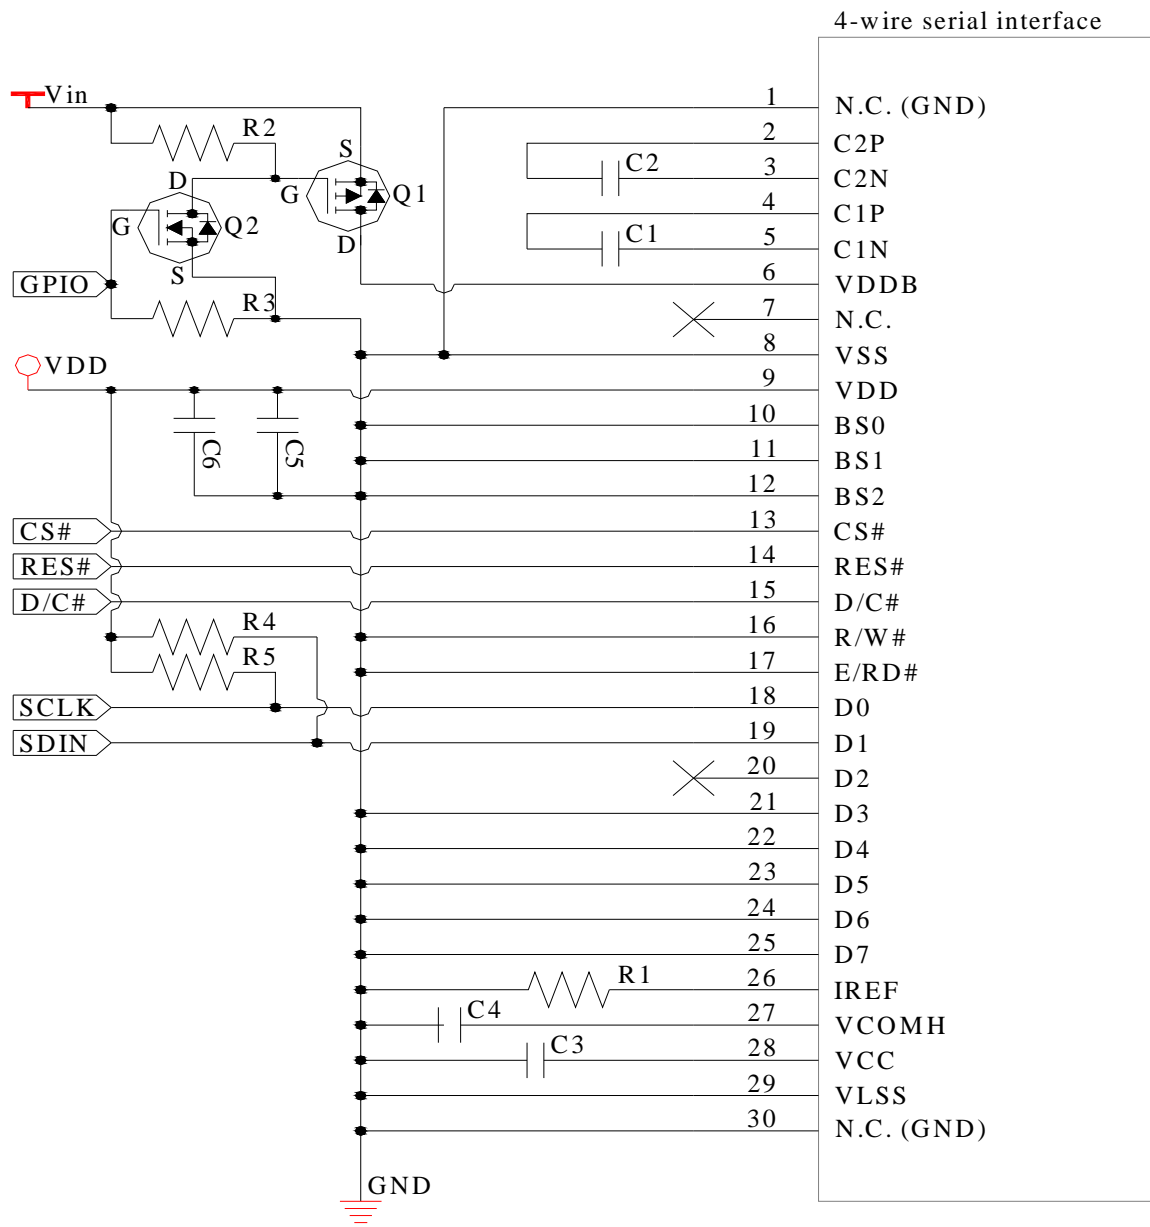 4-wire serial interface
Vin
1 N.C. (GND)
R2
2 C2P
S
C2
D
3 C2N
G
Q1
4 C1P
G
Q2
C1
D
5 C1N
S
6 VDDB
GPIO
R3
7 N.C.
8 VSS
VDD
9 VDD
10 BS0
C6
C5
11 BS1
12 BS2
CS#
13 CS#
RES#
14 RES#
D/C#
15 D/C#
R4
16 R/W#
R5
17 E/RD#
SCLK
18 D0
SDIN
19 D1
20 D2
21 D3
22 D4
23 D5
24 D6
25 D7
R1
26 IREF
C4
27 VCOMH
C3
28 VCC
29 VLSS
30 N.C. (GND)
GND